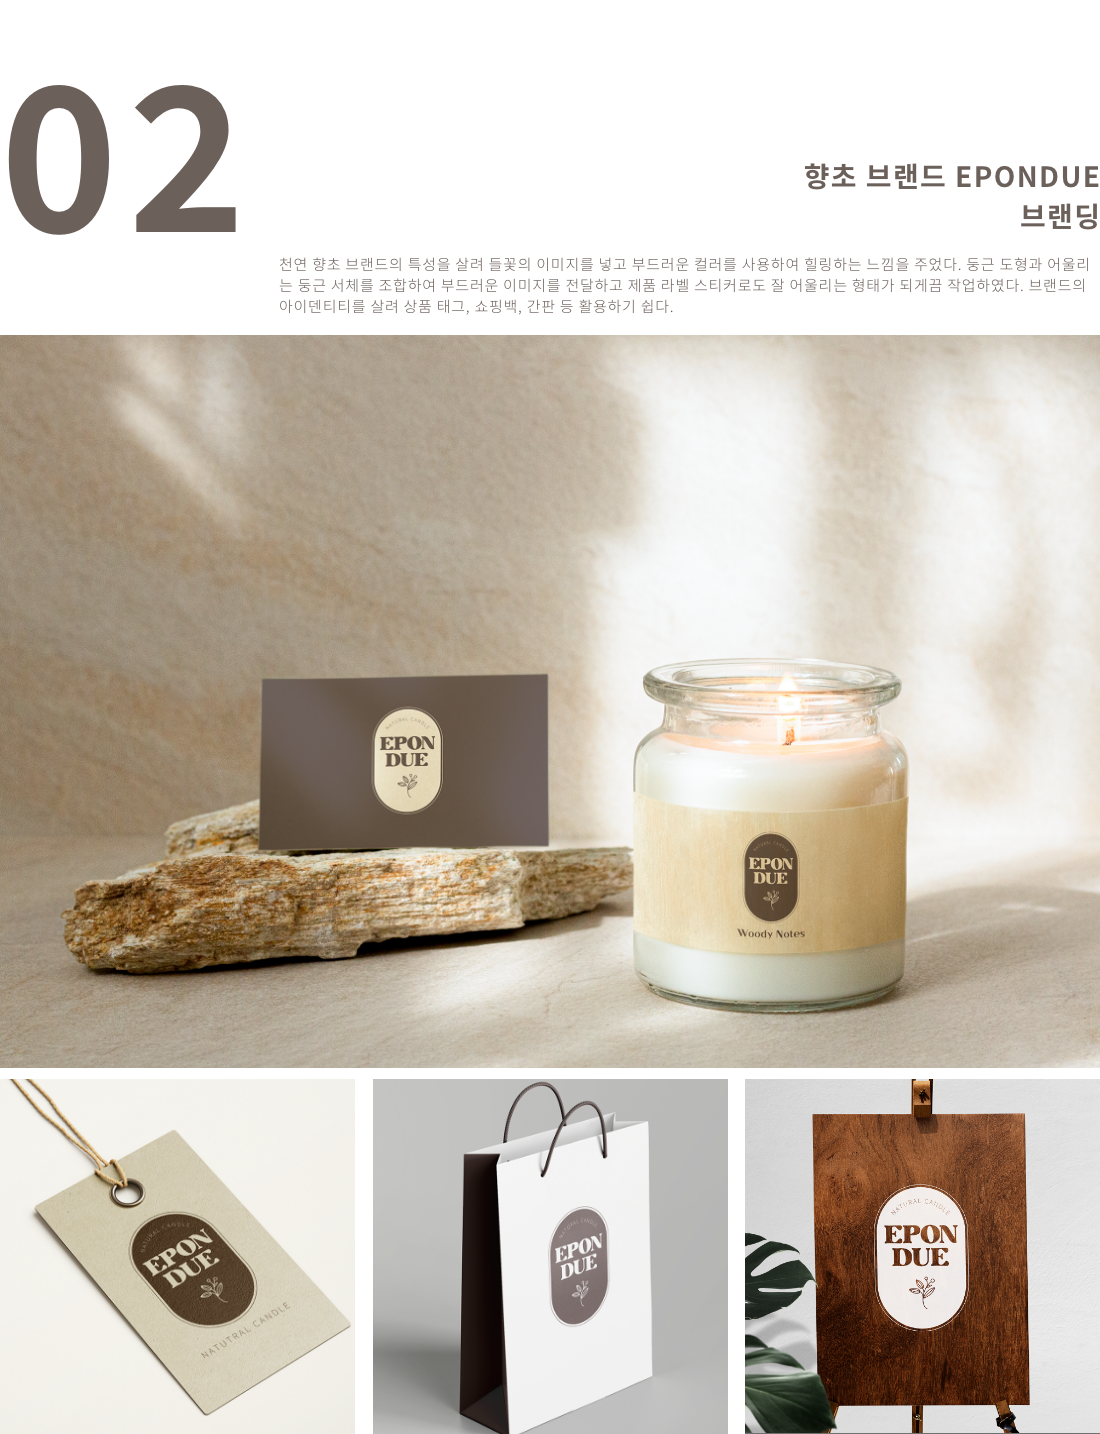 02
향초 브랜드 EPONDUE
브랜딩
천연 향초 브랜드의 특성을 살려 들꽃의 이미지를 넣고 부드러운 컬러를 사용하여 힐링하는 느낌을 주었다. 둥근 도형과 어울리
는 둥근 서체를 조합하여 부드러운 이미지를 전달하고 제품 라벨 스티커로도 잘 어울리는 형태가 되게끔 작업하였다. 브랜드의
아이덴티티를 살려 상품 태그, 쇼핑백, 간판 등 활용하기 쉽다.
NATURAL CANDLE
EPON
DUE
NATURAL CANDLE
EPON
DUE
Woody Notes
NATURAL CANDLE
EPON
DUE
NATUTRAL CANDLE
NATURAL CANDLE
EPON
DUE
NATURAL CANDLE
EPON
DUE